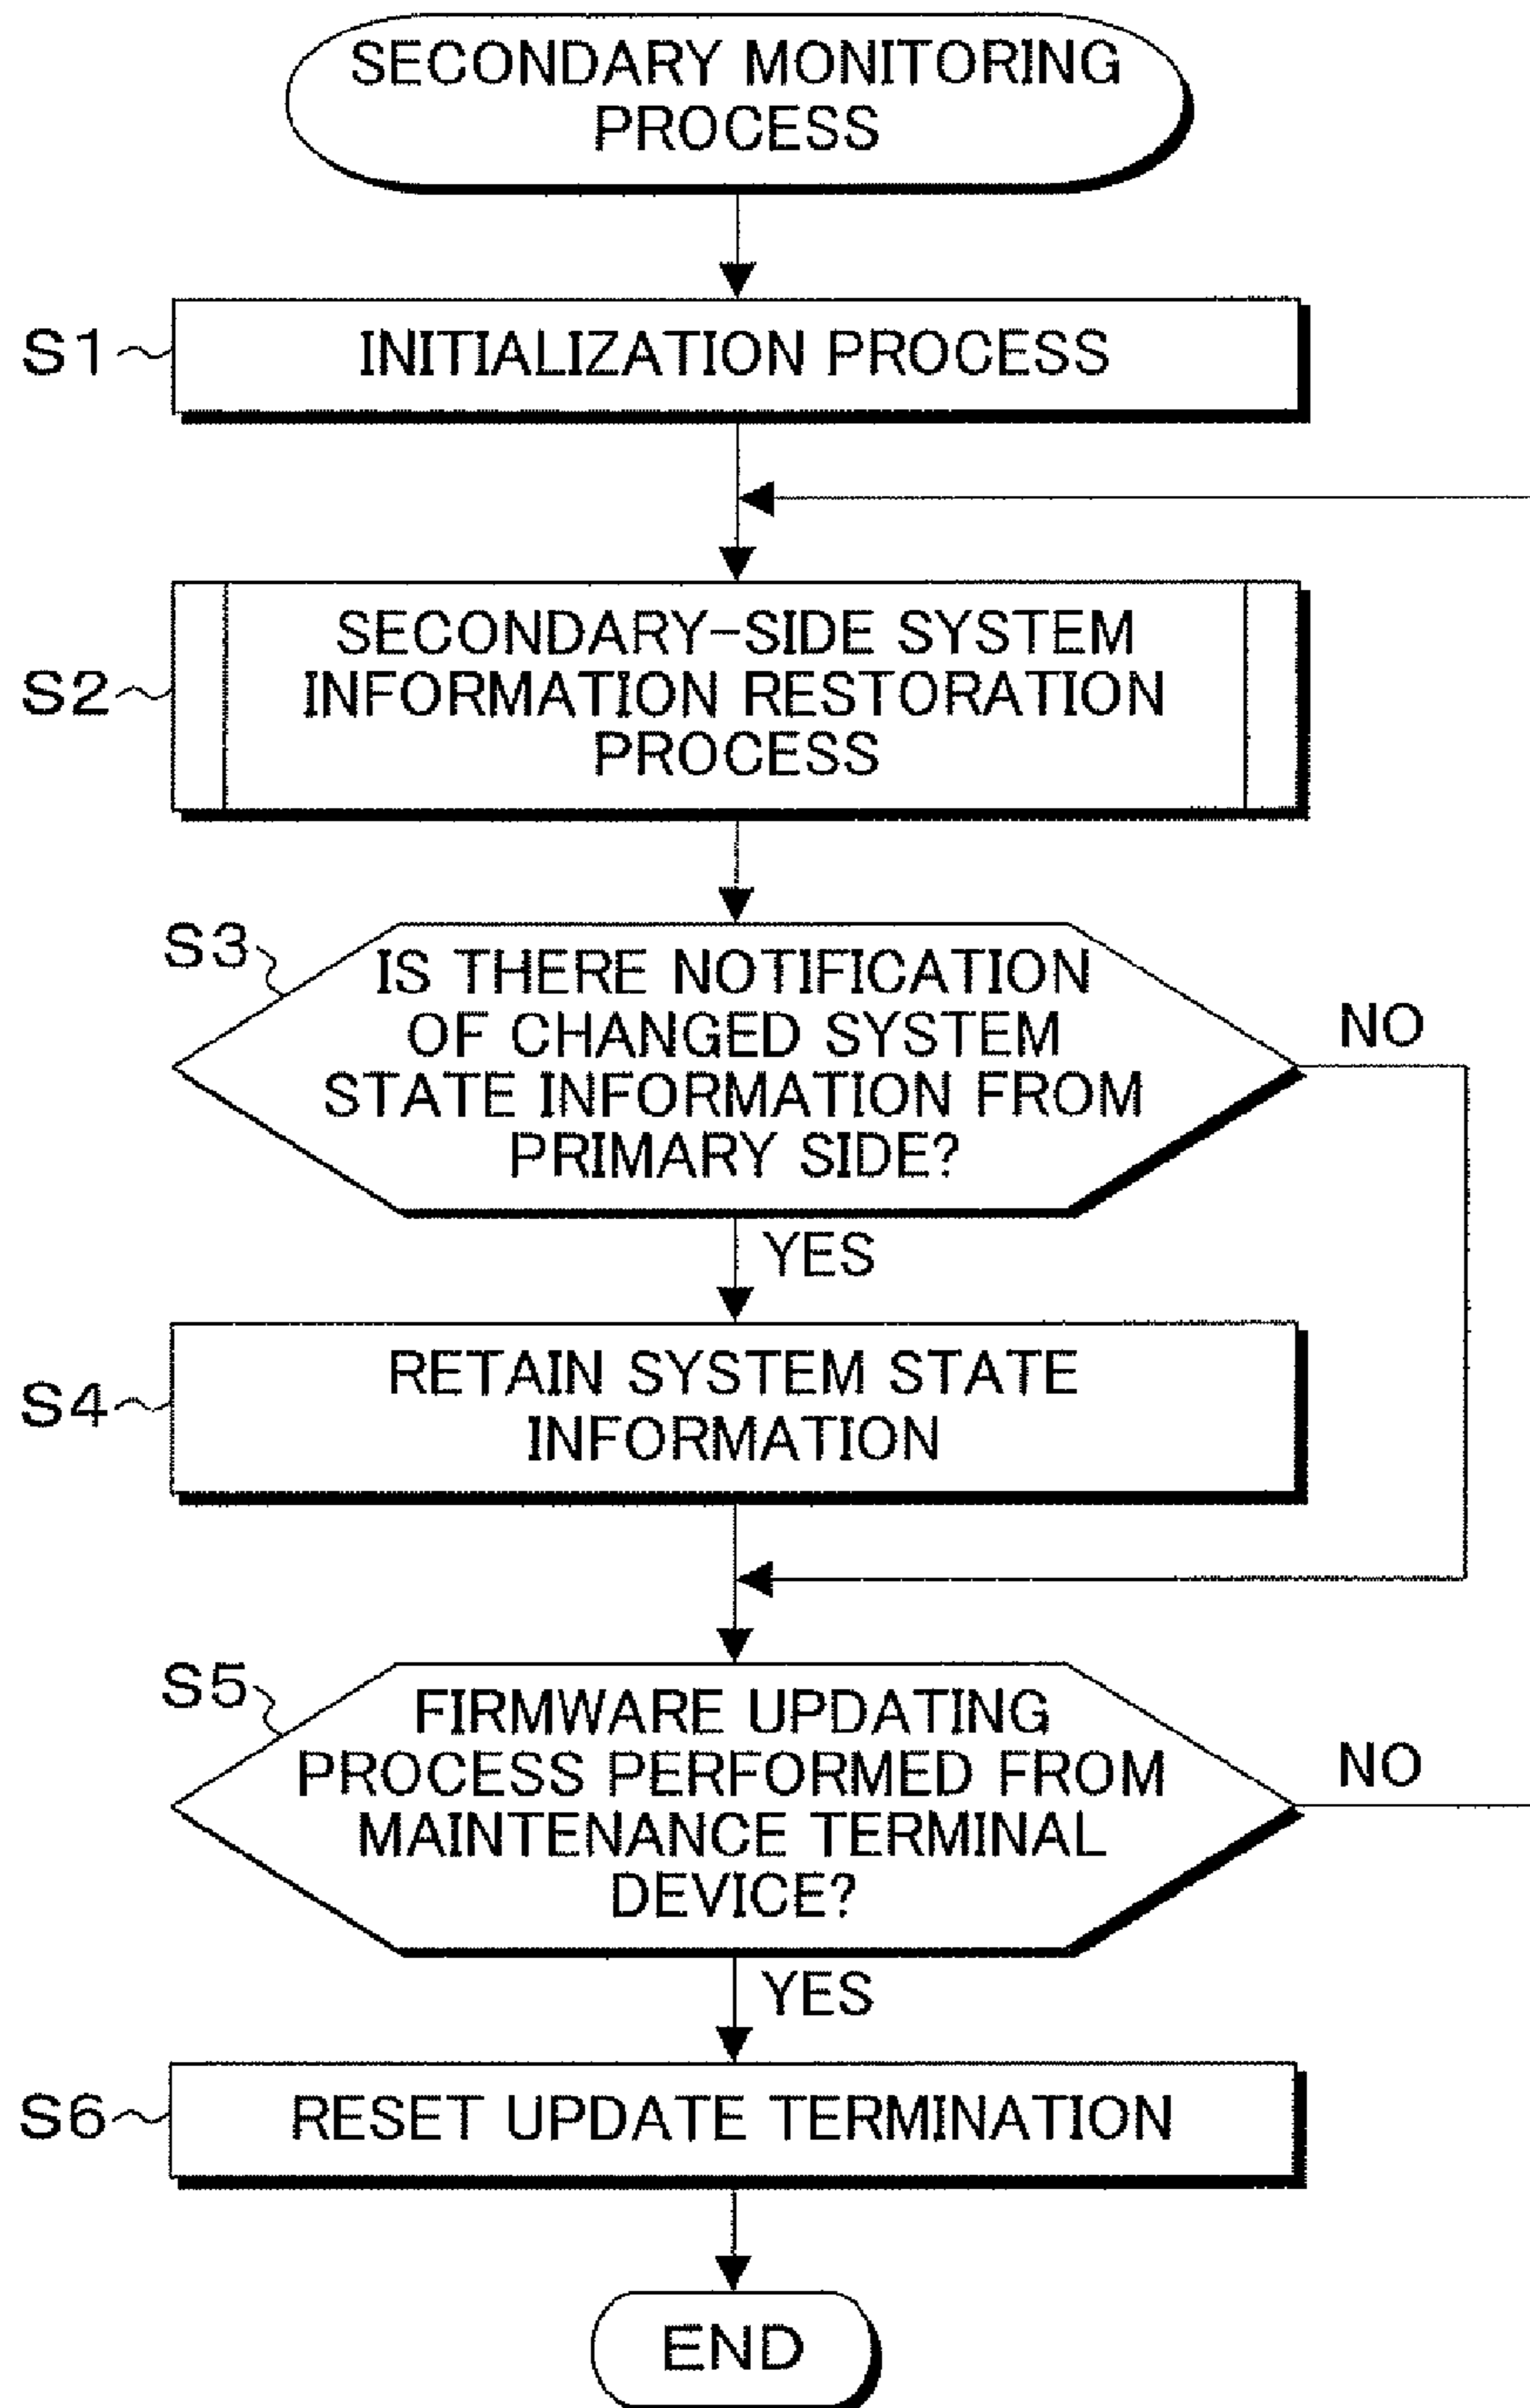 SECONDARY MONITORING
PROCESS
S1
INITIALIZATION PROCESS
S2
SECONDARY-SIDE SYSTEM
INFORMATION RESTORATION
PROCESS
S3
IS THERE NOTIFICATION
OF CHANGED SYSTEM
STATE INFORMATION FROM
PRIMARY SIDE?
NO
YES
S4
RETAIN SYSTEM STATE
INFORMATION
S5
FIRMWARE UPDATING
PROCESS PERFORMED FROM
MAINTENANCE TERMINAL
DEVICE?
NO
YES
S6
RESET UPDATE TERMINATION
END